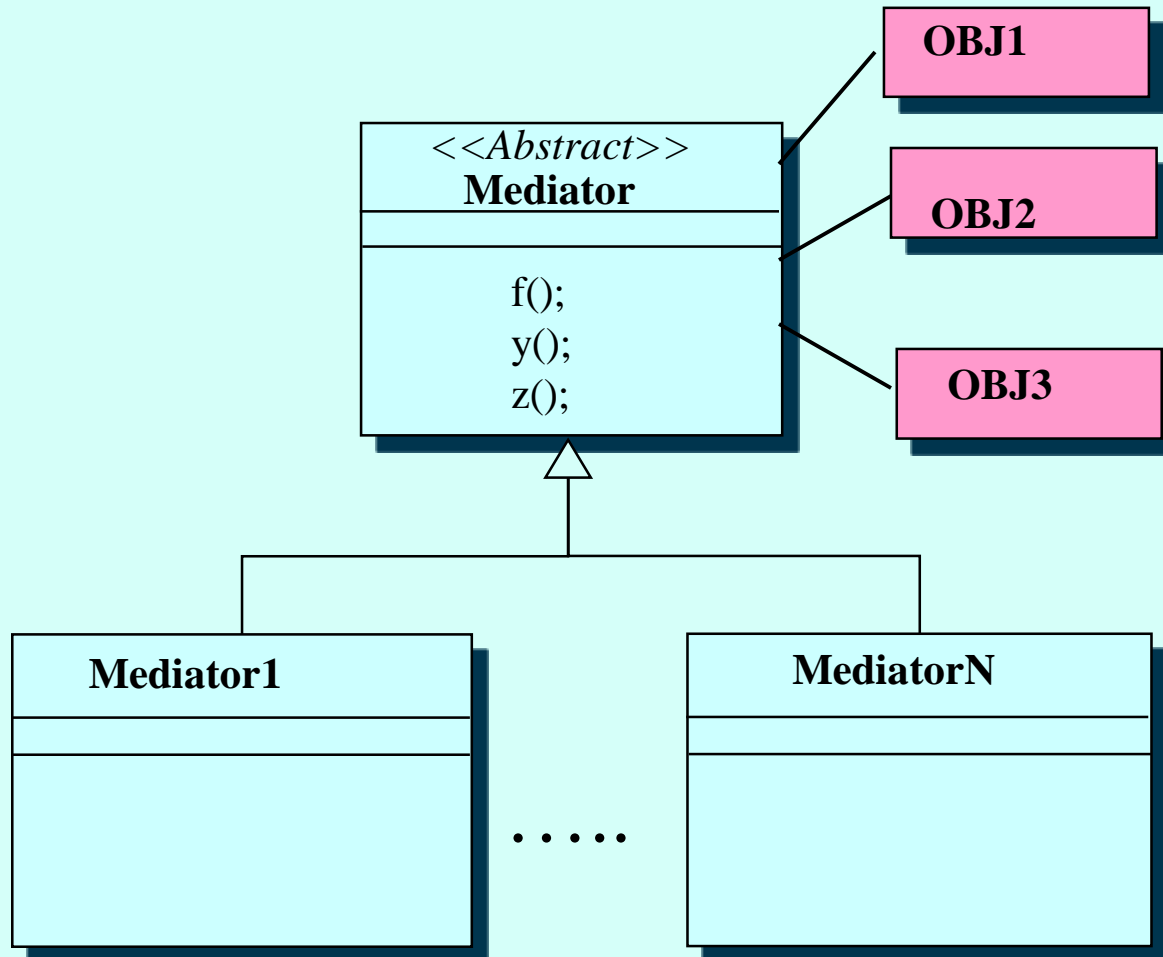 OBJ1
<<Abstract>>
Mediator
OBJ2
f();
y();
z();
OBJ3
Mediator1
MediatorN
.....